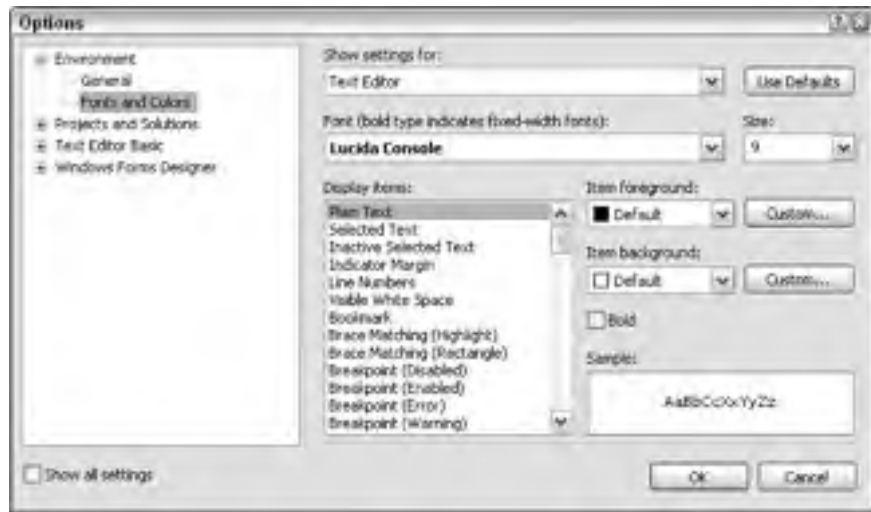 Options
Environment
General
Fonts and Colors
Projects and Solutions
Text Editor Basic
Windows Forms Designer
Show settings for:
Text Editor
Use Defaults
Font (bold type indicates fixed-width fonts):
Size:
Lucida Console
9
Display items:
Plain Text
Selected Text
Inactive Selected Text
Indicator Margin
Line Numbers
Visible White Space
Bookmark
Brace Matching (Highlight)
Brace Matching (Rectangle)
Breakpoint (Disabled)
Breakpoint (Enabled)
Breakpoint (Error)
Breakpoint (Warning)
Item foreground:
Default
Custom...
Item background:
Default
Custom...
Bold
Sample:
AaBbCcXxYyZz
Show all settings
OK
Cancel